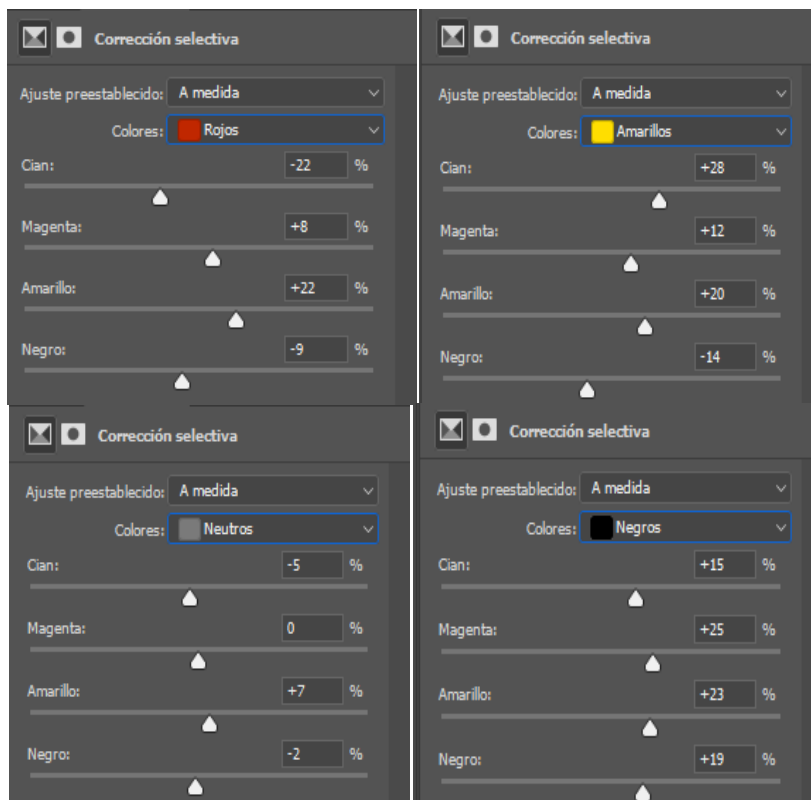 Corrección selectiva
Ajuste preestablecido: A medida
Colores: Rojos
Cian: -22 %
Magenta: +8 %
Amarillo: +22 %
Negro: -9 %
Corrección selectiva
Ajuste preestablecido: A medida
Colores: Amarillos
Cian: +28 %
Magenta: +12 %
Amarillo: +20 %
Negro: -14 %
Corrección selectiva
Ajuste preestablecido: A medida
Colores: Neutros
Cian: -5 %
Magenta: 0 %
Amarillo: +7 %
Negro: -2 %
Corrección selectiva
Ajuste preestablecido: A medida
Colores: Negros
Cian: +15 %
Magenta: +25 %
Amarillo: +23 %
Negro: +19 %